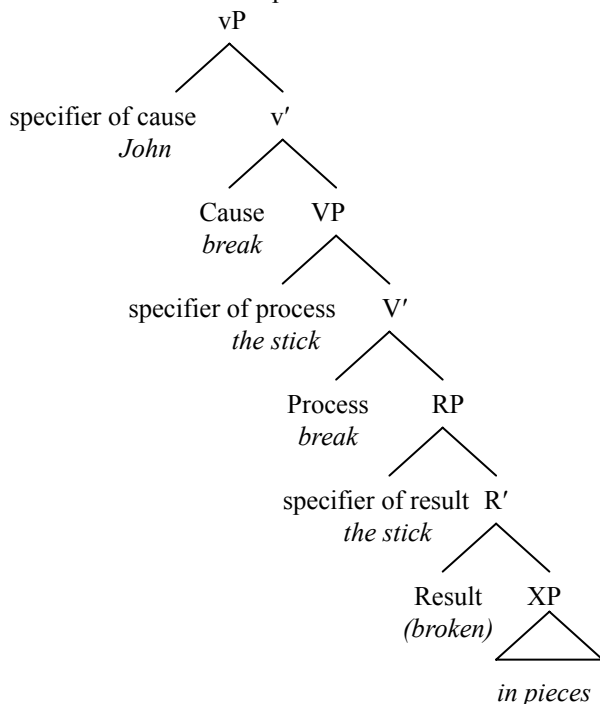 vP
specifier of cause v′
John
Cause VP
break
specifier of process V′
the stick
Process RP
break
specifier of result R′
the stick
Result XP
(broken)
in pieces